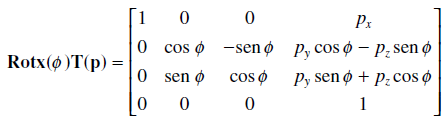 Rotx(ϕ)T(p) = [1 0 0 pₓ
0 cos ϕ −sen ϕ p_y cos ϕ − p_z sen ϕ
0 sen ϕ cos ϕ p_y sen ϕ + p_z cos ϕ
0 0 0 1]